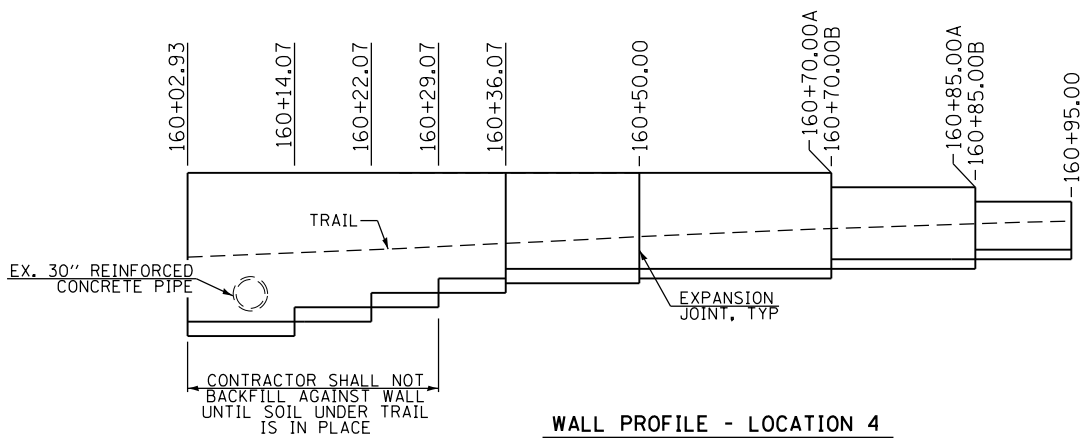 160+02.93
160+14.07
160+22.07
160+29.07
160+36.07
160+50.00
160+70.00A
160+70.00B
160+85.00A
160+85.00B
160+95.00
TRAIL
EX. 30" REINFORCED
CONCRETE PIPE
EXPANSION
JOINT, TYP
CONTRACTOR SHALL NOT
BACKFILL AGAINST WALL
UNTIL SOIL UNDER TRAIL
IS IN PLACE
WALL PROFILE - LOCATION 4